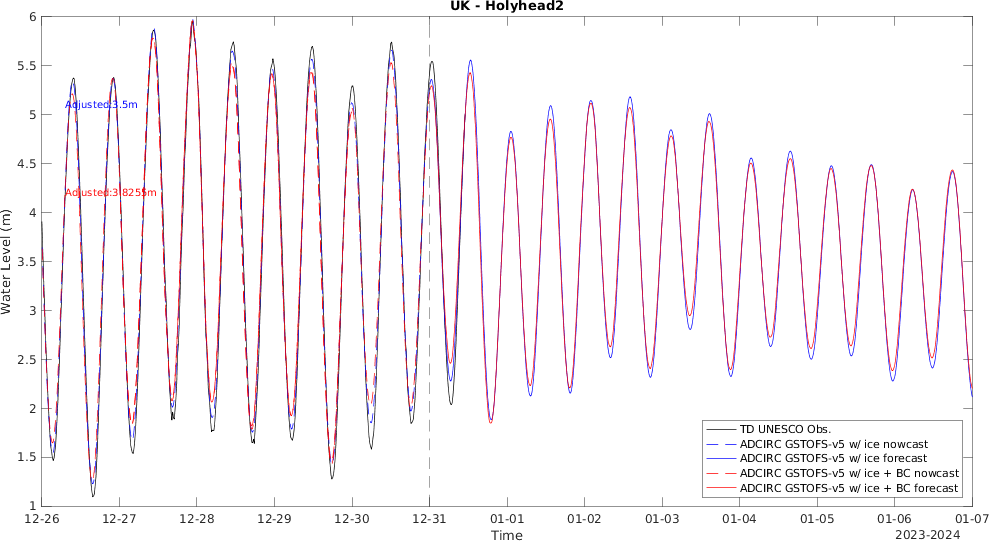 UK - Holyhead2
6
5.5
5
4.5
4
3.5
3
2.5
2
1.5
1
Water Level (m)
Adjusted:3.5m
Adjusted:3.8255m
TD UNESCO Obs.
ADCIRC GSTOFS-v5 w/ ice nowcast
ADCIRC GSTOFS-v5 w/ ice forecast
ADCIRC GSTOFS-v5 w/ ice + BC nowcast
ADCIRC GSTOFS-v5 w/ ice + BC forecast
12-26 12-27 12-28 12-29 12-30 12-31 01-01 01-02 01-03 01-04 01-05 01-06 01-07
Time
2023-2024